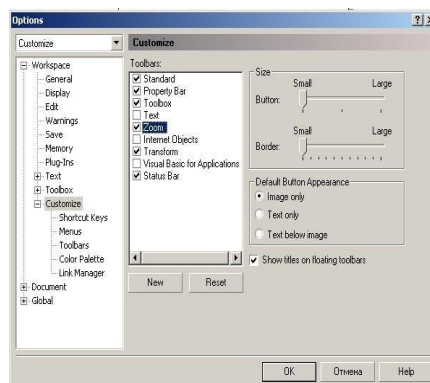 Options
Customize
Customize
Workspace
General
Display
Edit
Warnings
Save
Memory
Plug-Ins
Text
Toolbox
Customize
Shortcut Keys
Menus
Toolbars
Color Palette
Link Manager
Document
Global
Toolbars:
Standard
Property Bar
Toolbox
Text
Zoom
Internet Objects
Transform
Visual Basic for Applications
Status Bar
New Reset
Size
Small Large
Button:
Small Large
Border:
Default Button Appearance
Image only
Text only
Text below image
Show titles on floating toolbars
OK Отмена Help